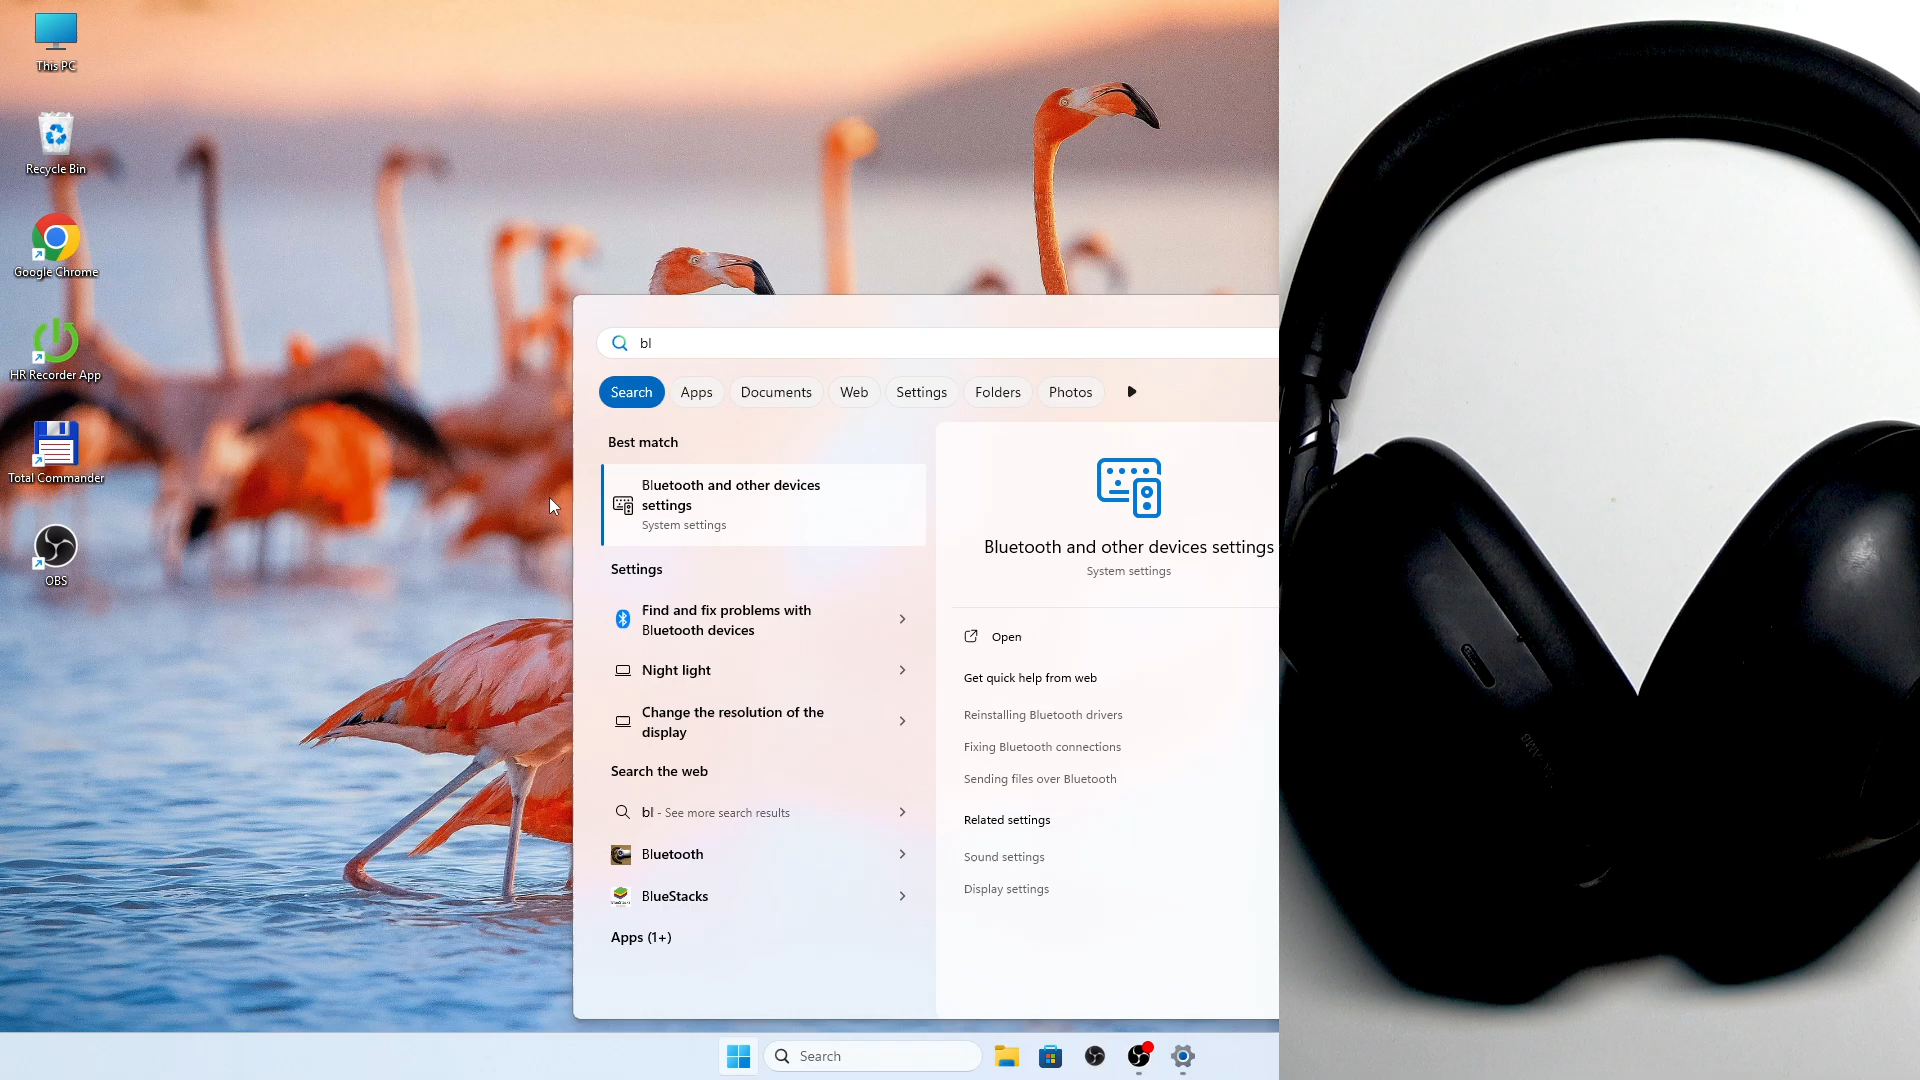 This PC
Recycle Bin
Google Chrome
HR Recorder App
Total Commander
OBS
bl
Search
Apps
Documents
Web
Settings
Folders
Photos
Best match
Bluetooth and other devices
settings
System settings
Settings
Find and fix problems with
Bluetooth devices
Night light
Change the resolution of the
display
Search the web
bl - See more search results
Bluetooth
BlueStacks
Apps (1+)
Bluetooth and other devices settings
System settings
Open
Get quick help from web
Reinstalling Bluetooth drivers
Fixing Bluetooth connections
Sending files over Bluetooth
Related settings
Sound settings
Display settings
Search